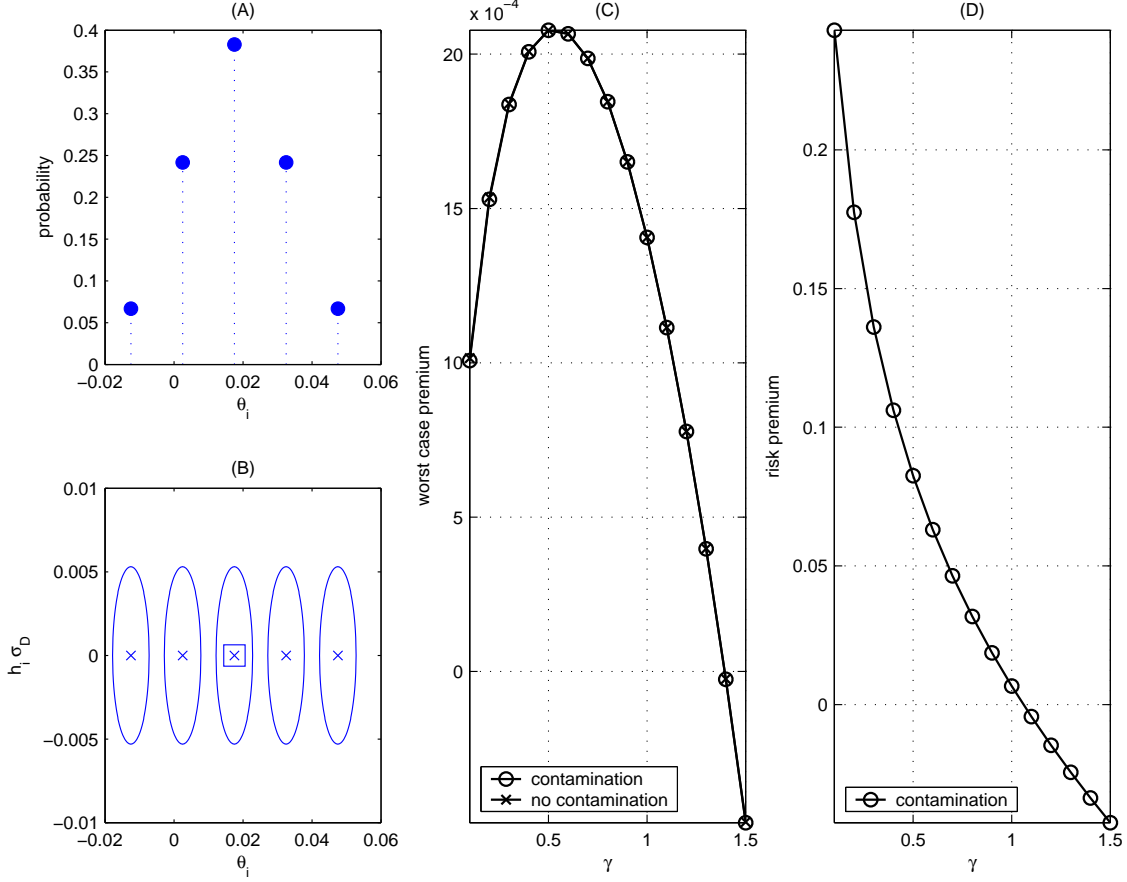 (A)
0.4
0.35
0.3
0.25
0.2
0.15
0.1
0.05
0
probability
−0.02 0 0.02 0.04 0.06
θ_i
(B)
0.01
0.005
0
−0.005
−0.01
h_i σ_D
−0.02 0 0.02 0.04 0.06
θ_i
x 10^−4
(C)
20
15
10
5
0
worst case premium
contamination
no contamination
0.5 1 1.5
γ
(D)
0.2
0.15
0.1
0.05
0
risk premium
contamination
0.5 1 1.5
γ